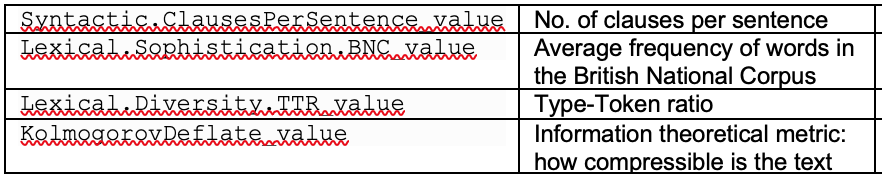 Syntactic.ClausesPerSentence_value No. of clauses per sentence
Lexical.Sophistication.BNC_value Average frequency of words in
the British National Corpus
Lexical.Diversity.TTR_value Type-Token ratio
KolmogorovDeflate_value Information theoretical metric:
how compressible is the text